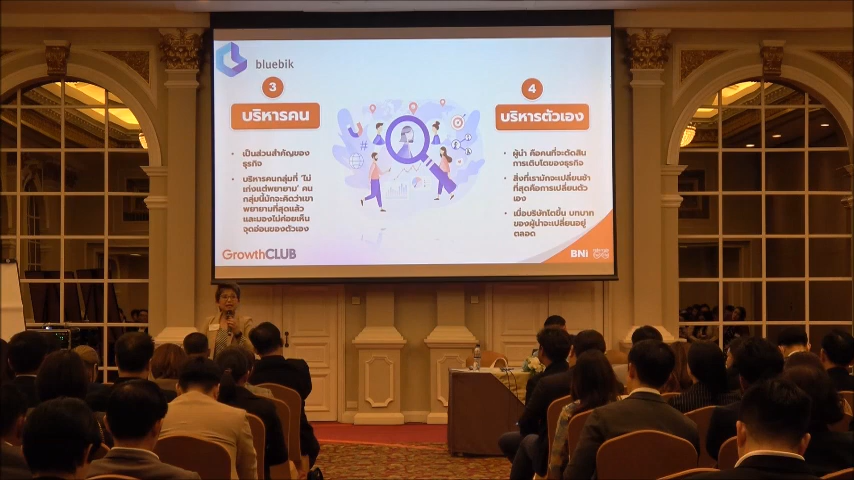 bluebik
3
บริหารคน
• เป็นส่วนสำคัญของ
ธุรกิจ
• บริหารคนกลุ่มที่ 'ไม่
เก่งแต่พยายาม' คน
กลุ่มนี้มักจะคิดว่าเขา
พยายามที่สุดแล้ว
และมองไม่ค่อยเห็น
จุดอ่อนของตัวเอง
4
บริหารตัวเอง
• ผู้นำ คือคนที่จะตัดสิน
การเติบโตของธุรกิจ
• สิ่งที่เรามักจะเปลี่ยนช้า
ที่สุดคือการเปลี่ยนตัว
เอง
• เมื่อบริษัทโตขึ้น บทบาท
ของผู้นำจะเปลี่ยนอยู่
ตลอด
GrowthCLUB
BNI